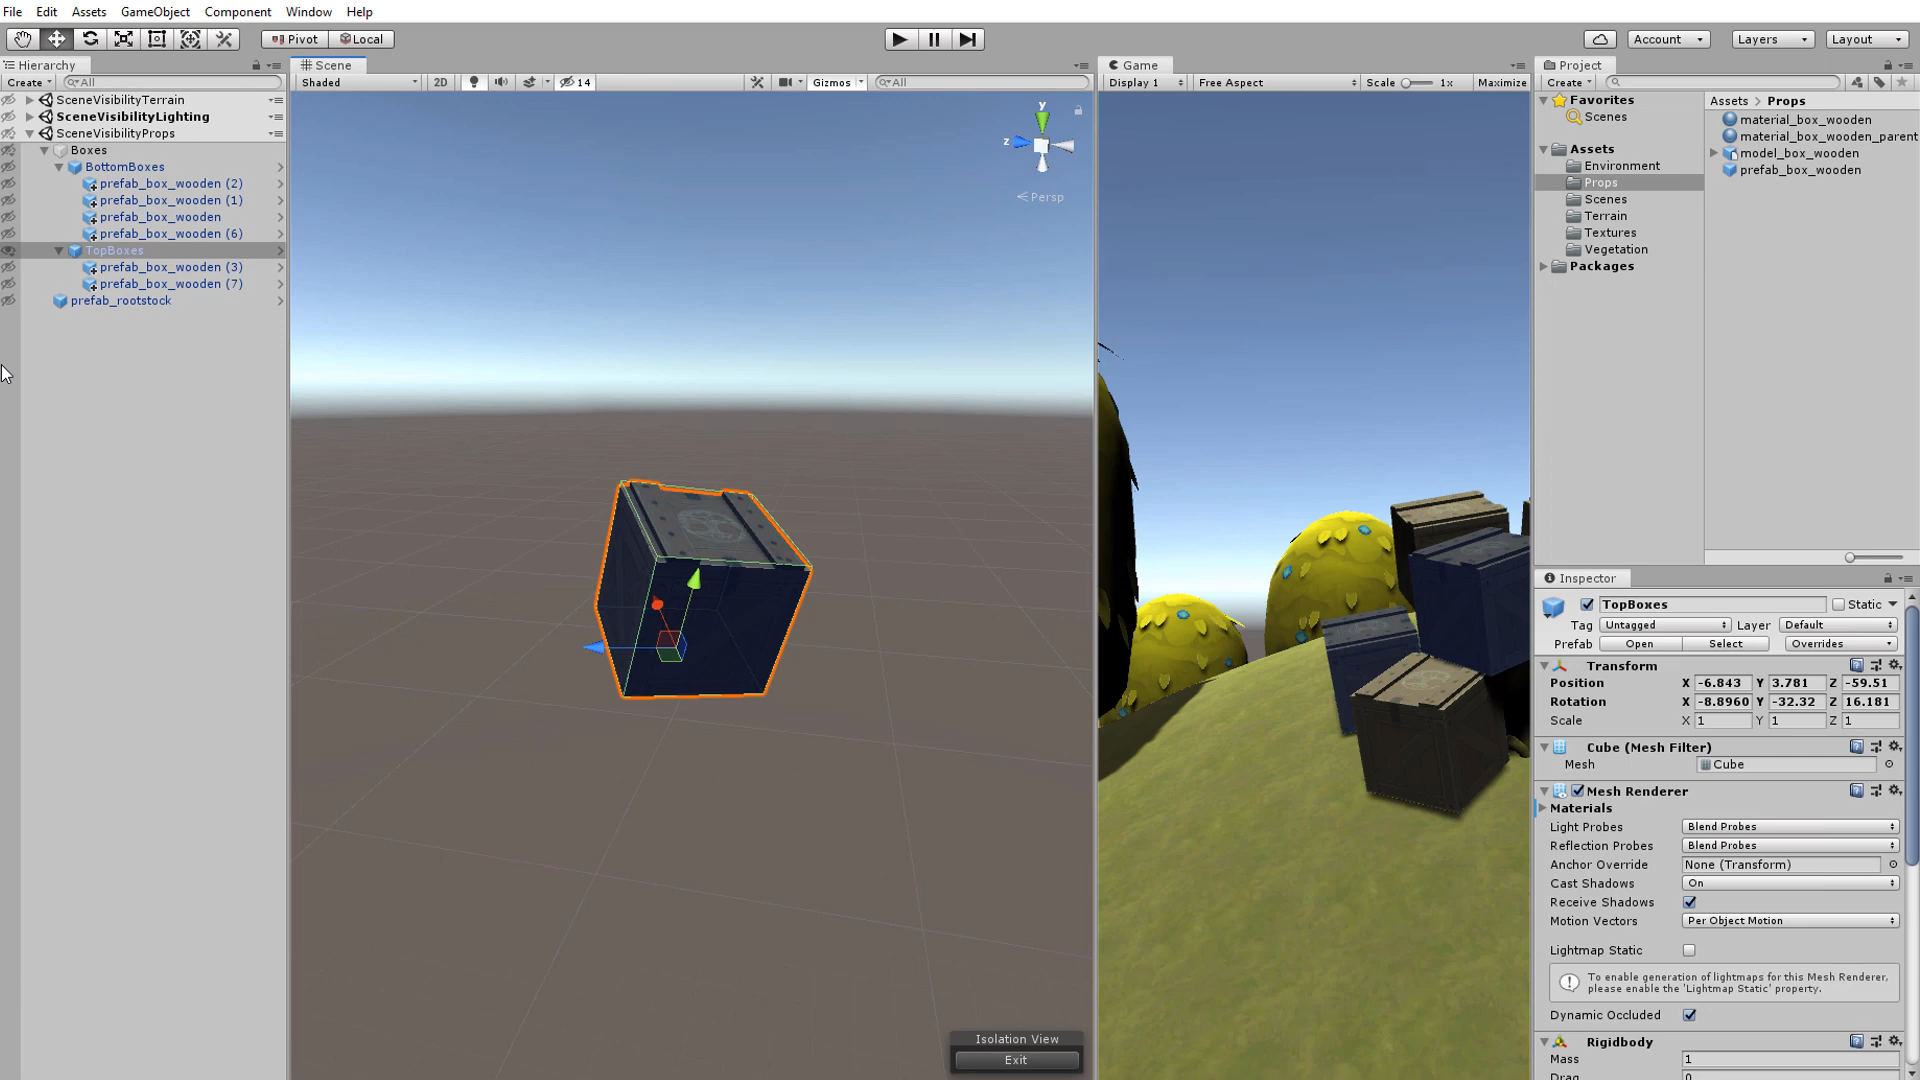 File Edit Assets GameObject Component Window Help
Pivot Local Account Layers Layout
Hierarchy
Create All
SceneVisibilityTerrain
SceneVisibilityLighting
SceneVisibilityProps
Boxes
BottomBoxes
prefab_box_wooden (2)
prefab_box_wooden (1)
prefab_box_wooden
prefab_box_wooden (6)
TopBoxes
prefab_box_wooden (3)
prefab_box_wooden (7)
prefab_rootstock
Scene
Shaded 2D 14 Gizmos All
y
z
Persp
Isolation View
Exit
Game
Display 1 Free Aspect Scale 1x Maximize
Project
Create
Favorites
Scenes
Assets
Environment
Props
Scenes
Terrain
Textures
Vegetation
Packages
Assets > Props
material_box_wooden
material_box_wooden_parent
model_box_wooden
prefab_box_wooden
Inspector
TopBoxes Static
Tag Untagged Layer Default
Prefab Open Select Overrides
Transform
Position X -6.843 Y 3.781 Z -59.51
Rotation X -8.8960 Y -32.32 Z 16.181
Scale X 1 Y 1 Z 1
Cube (Mesh Filter)
Mesh Cube
Mesh Renderer
Materials
Light Probes Blend Probes
Reflection Probes Blend Probes
Anchor Override None (Transform)
Cast Shadows On
Receive Shadows
Motion Vectors Per Object Motion
Lightmap Static
To enable generation of lightmaps for this Mesh Renderer,
please enable the 'Lightmap Static' property.
Dynamic Occluded
Rigidbody
Mass 1
Drag 0